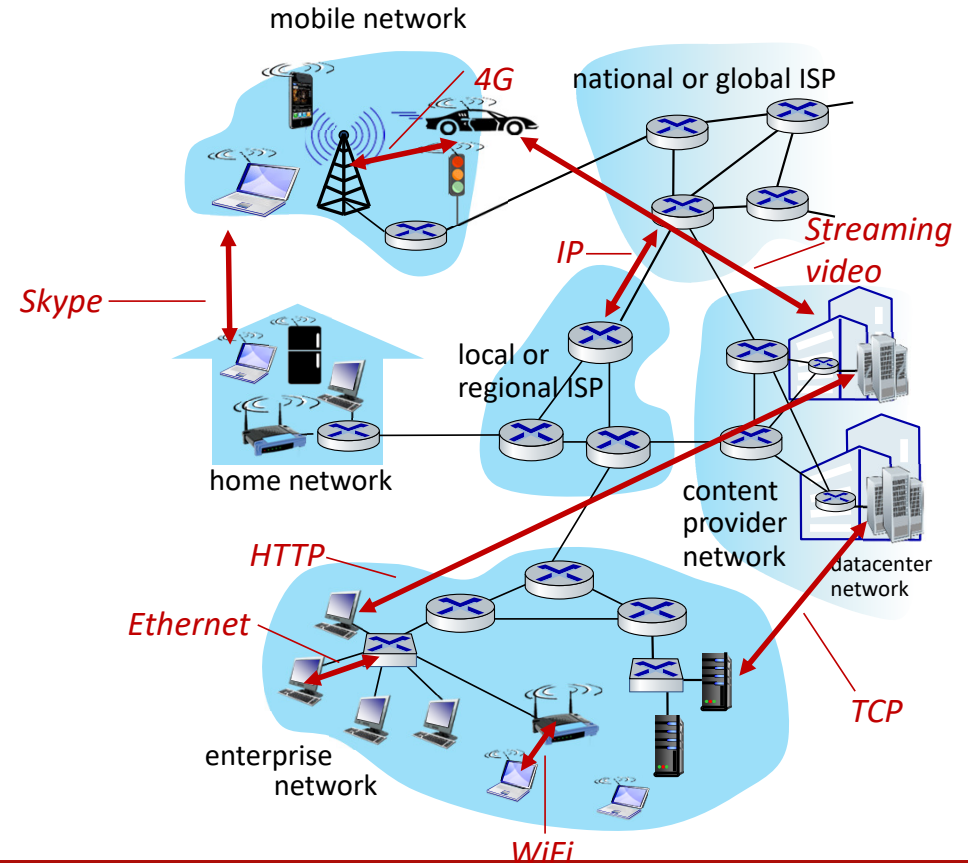 mobile network
4G
national or global ISP
Streaming
video
IP
Skype
local or
regional ISP
home network
content
provider
network
datacenter
network
HTTP
Ethernet
TCP
enterprise
network
WiFi